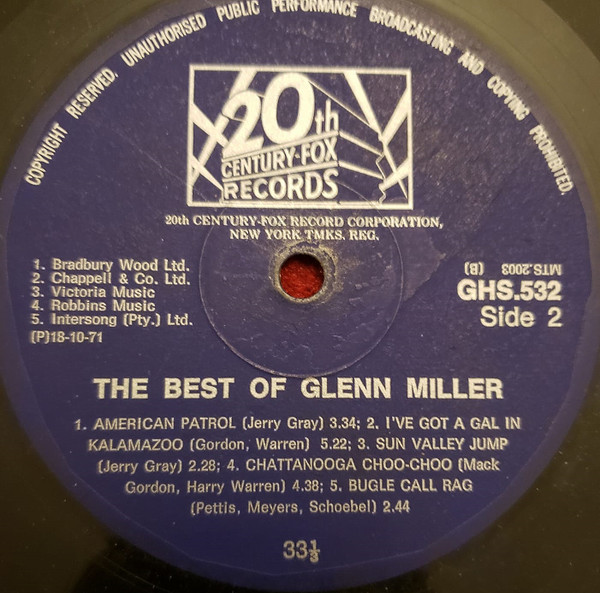 COPYRIGHT RESERVED. UNAUTHORISED PUBLIC PERFORMANCE BROADCASTING AND COPYING PROHIBITED.
20th
CENTURY-FOX
RECORDS
20th CENTURY-FOX RECORD CORPORATION,
NEW YORK TMKS. REG.
1. Bradbury Wood Ltd.
2. Chappell & Co. Ltd.
3. Victoria Music
4. Robbins Music
5. Intersong (Pty.) Ltd.
(P)18-10-71
MTS.2003 (B)
GHS.532
Side 2
THE BEST OF GLENN MILLER
1. AMERICAN PATROL (Jerry Gray) 3.34; 2. I'VE GOT A GAL IN
KALAMAZOO (Gordon, Warren) 5.22; 3. SUN VALLEY JUMP
(Jerry Gray) 2.28; 4. CHATTANOOGA CHOO-CHOO (Mack
Gordon, Harry Warren) 4.38; 5. BUGLE CALL RAG
(Pettis, Meyers, Schoebel) 2.44
33⅓